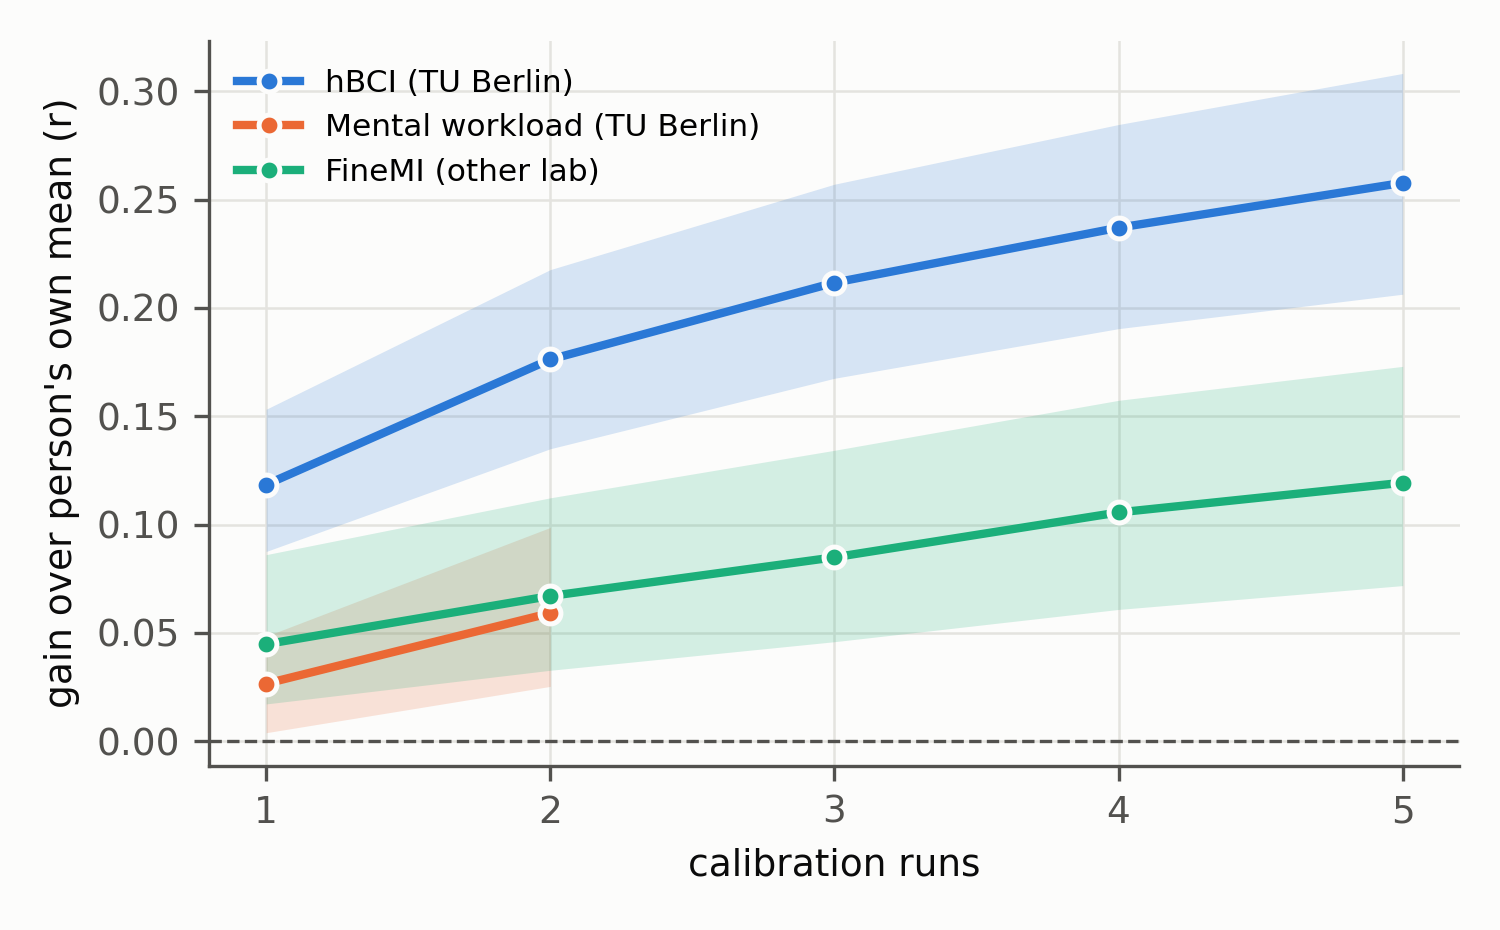 hBCI (TU Berlin)
Mental workload (TU Berlin)
FineMI (other lab)
gain over person's own mean (r)
0.30
0.25
0.20
0.15
0.10
0.05
0.00
1 2 3 4 5
calibration runs